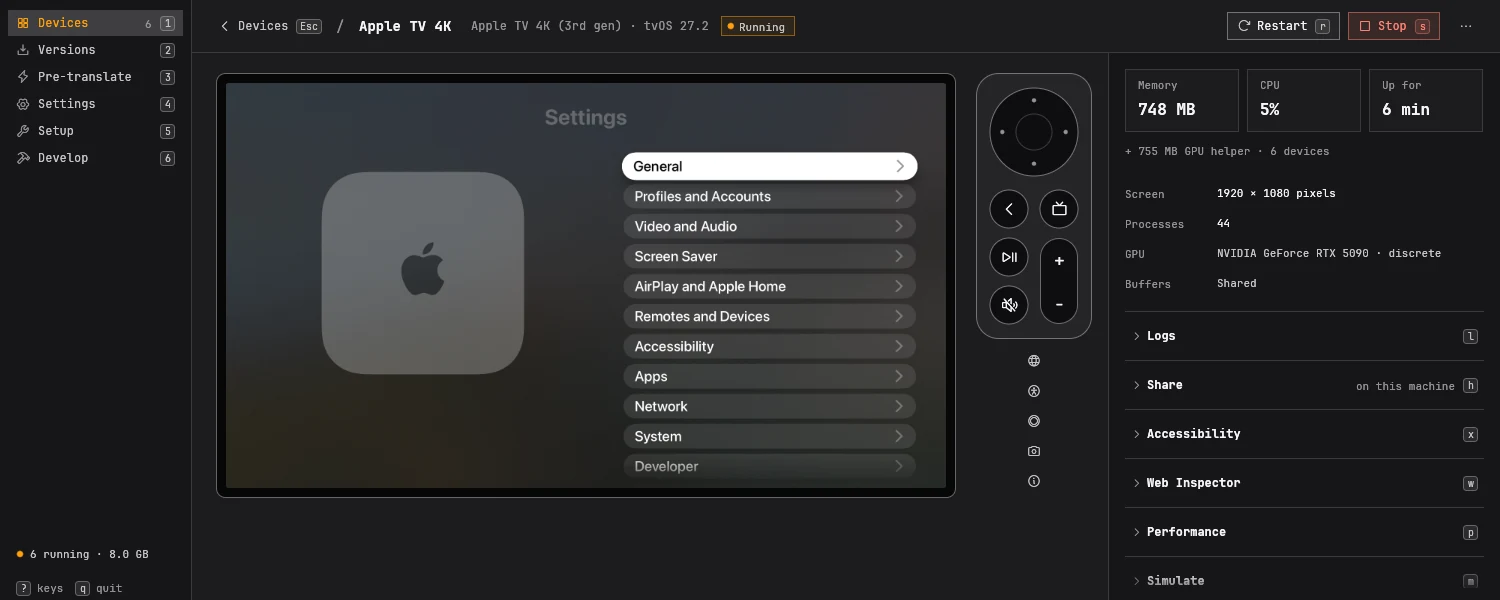 Devices 6 1
Versions 2
Pre-translate 3
Settings 4
Setup 5
Develop 6
6 running · 8.0 GB
? keys q quit
Devices Esc / Apple TV 4K Apple TV 4K (3rd gen) · tvOS 27.2 Running
Restart r Stop s ···
Settings
General
Profiles and Accounts
Video and Audio
Screen Saver
AirPlay and Apple Home
Remotes and Devices
Accessibility
Apps
Network
System
Developer
Memory
748 MB
CPU
5%
Up for
6 min
+ 755 MB GPU helper · 6 devices
Screen 1920 × 1080 pixels
Processes 44
GPU NVIDIA GeForce RTX 5090 · discrete
Buffers Shared
Logs l
Share on this machine h
Accessibility x
Web Inspector w
Performance p
Simulate m